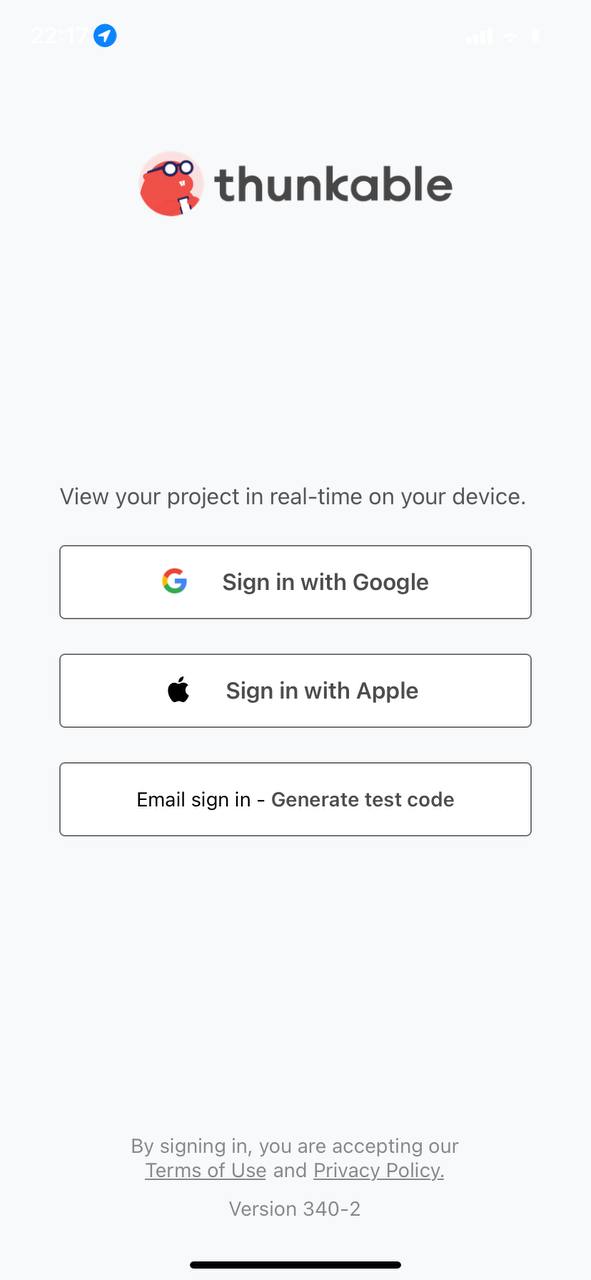 22:17
thunkable
View your project in real-time on your device.
Sign in with Google
Sign in with Apple
Email sign in - Generate test code
By signing in, you are accepting our
Terms of Use and Privacy Policy.
Version 340-2